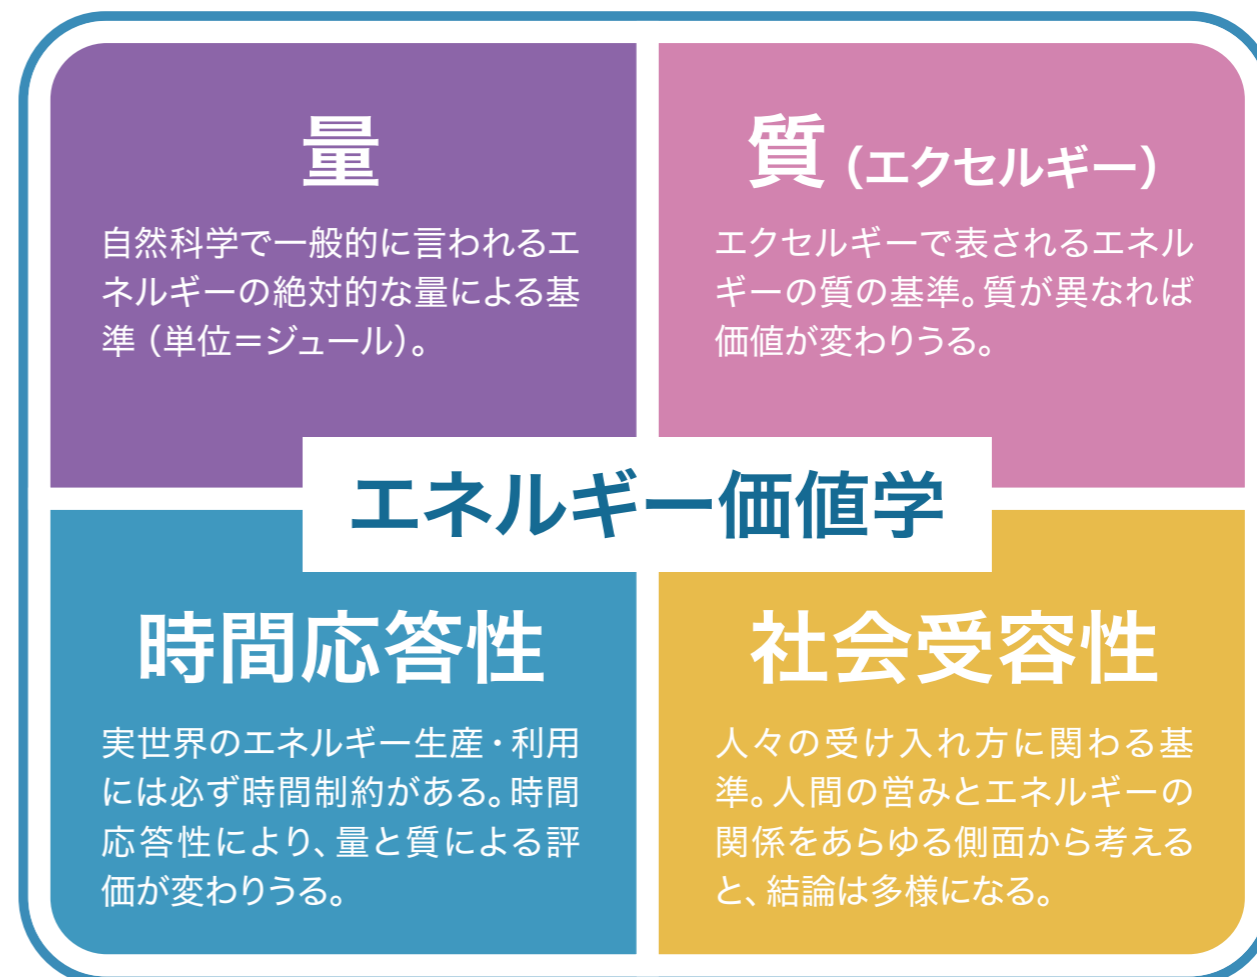 量
自然科学で一般的に言われるエ
ネルギーの絶対的な量による基
準（単位＝ジュール）。
質（エクセルギー）
エクセルギーで表されるエネル
ギーの質の基準。質が異なれば
価値が変わりうる。
エネルギー価値学
時間応答性
実世界のエネルギー生産・利用
には必ず時間制約がある。時間
応答性により、量と質による評
価が変わりうる。
社会受容性
人々の受け入れ方に関わる基
準。人間の営みとエネルギーの
関係をあらゆる側面から考える
と、結論は多様になる。